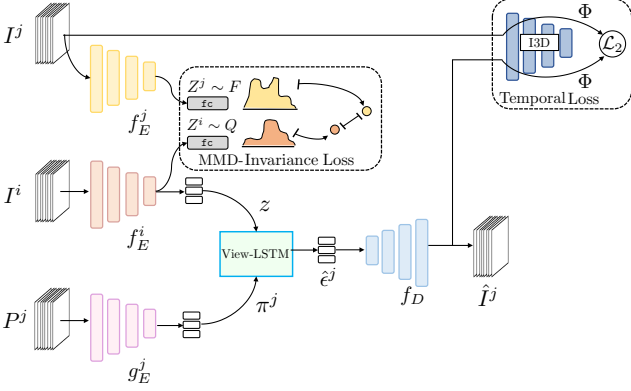 I^j
Φ
I3D
L_2
Φ
Temporal Loss
f_E^j
Z^j ∼ F
fc
Z^i ∼ Q
fc
MMD-Invariance Loss
I^i
f_E^i
z
View-LSTM
ε̂^j
f_D
Î^j
P^j
π^j
g_E^j